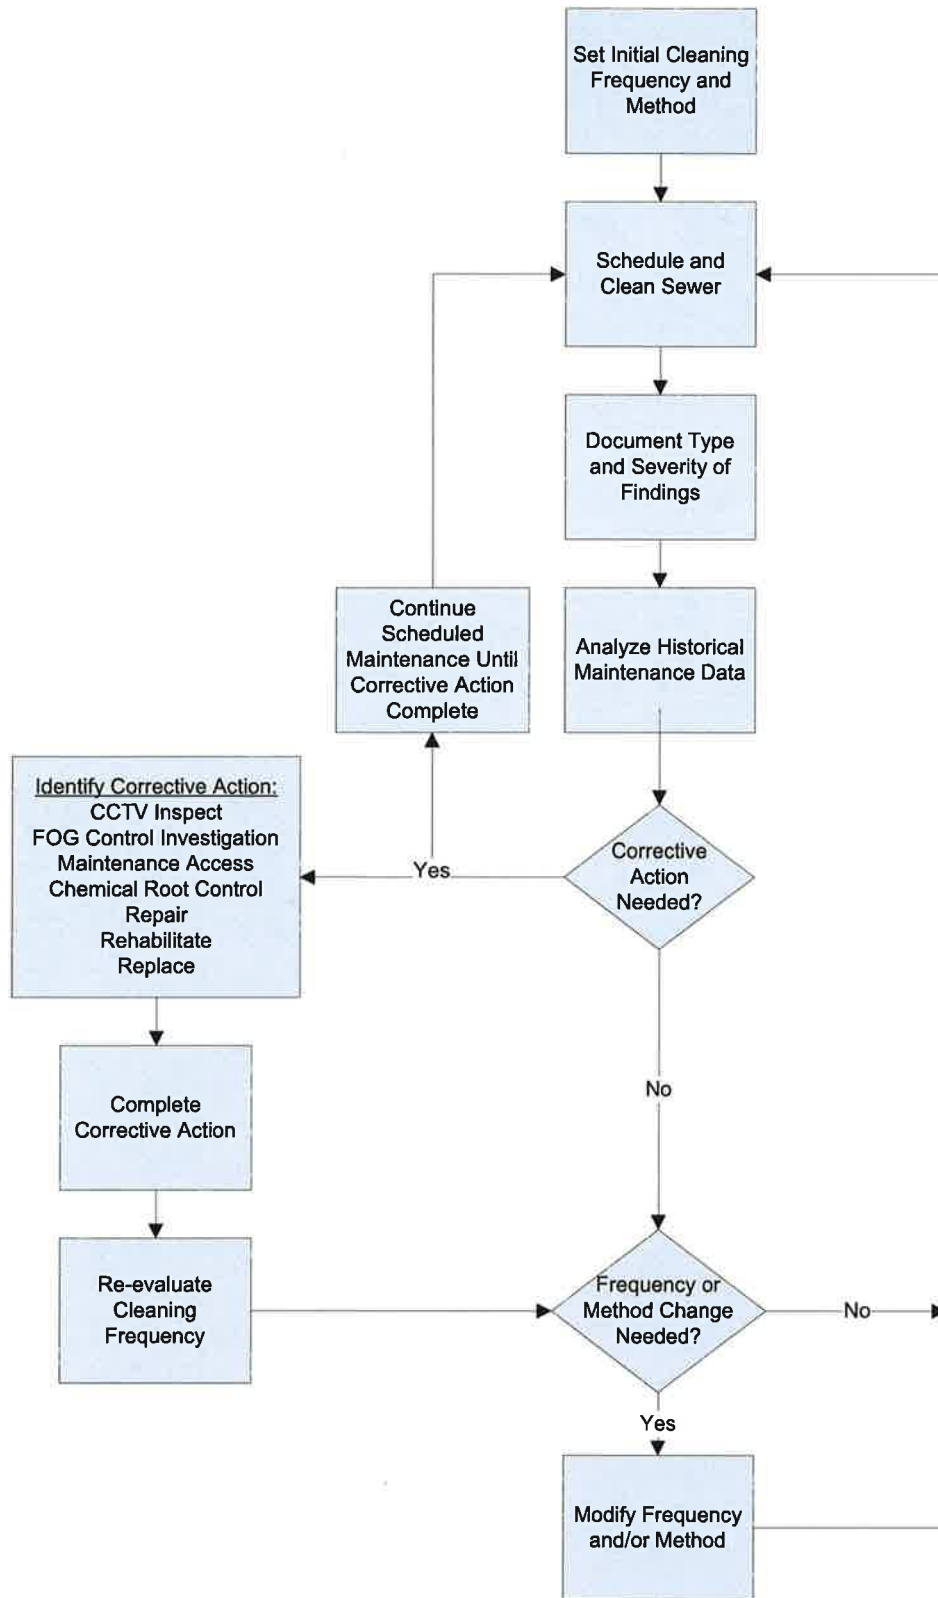 Set Initial Cleaning
Frequency and
Method
Schedule and
Clean Sewer
Document Type
and Severity of
Findings
Continue
Scheduled
Maintenance Until
Corrective Action
Complete
Analyze Historical
Maintenance Data
Identify Corrective Action:
CCTV Inspect
FOG Control Investigation
Maintenance Access
Chemical Root Control
Repair
Rehabilitate
Replace
Yes
Corrective
Action
Needed?
No
Complete
Corrective Action
Re-evaluate
Cleaning
Frequency
Frequency or
Method Change
Needed?
No
Yes
Modify Frequency
and/or Method